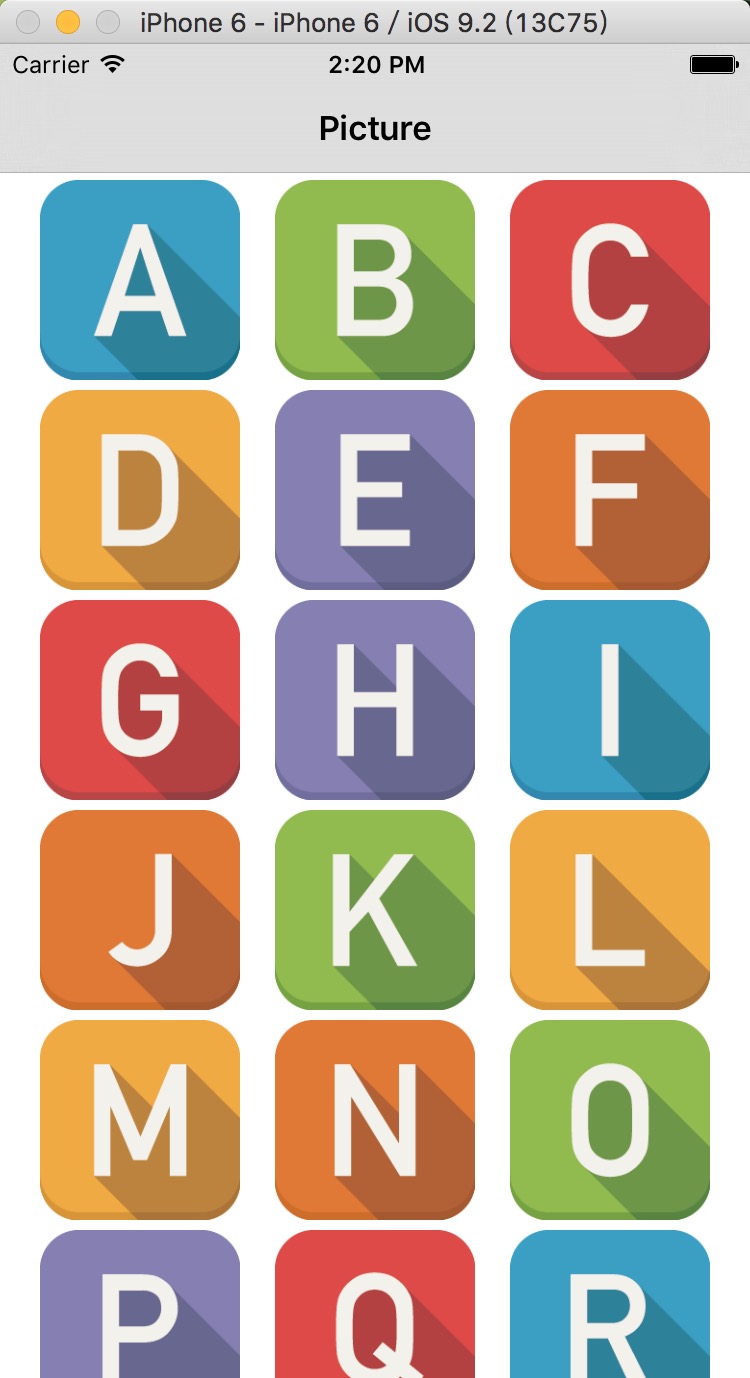 iPhone 6 - iPhone 6 / iOS 9.2 (13C75)
Carrier 2:20 PM
Picture
A B C
D E F
G H I
J K L
M N O
P Q R